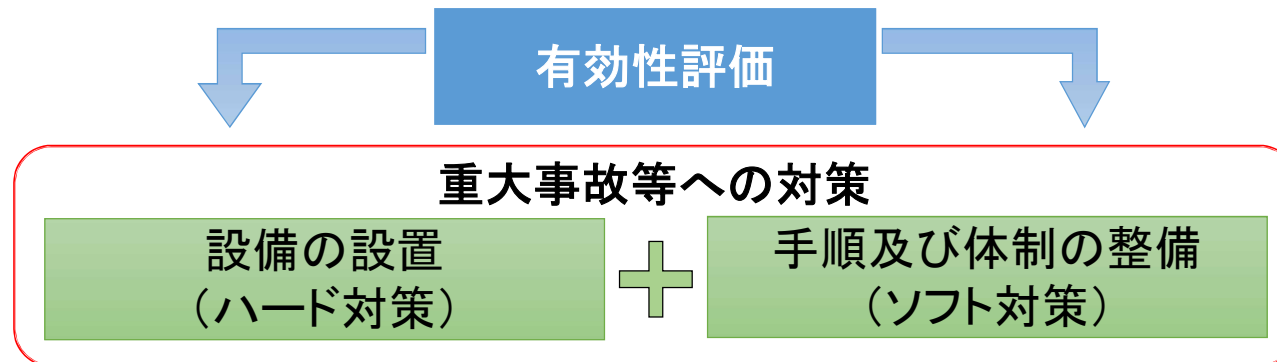 有効性評価
重大事故等への対策
設備の設置
（ハード対策）
手順及び体制の整備
（ソフト対策）